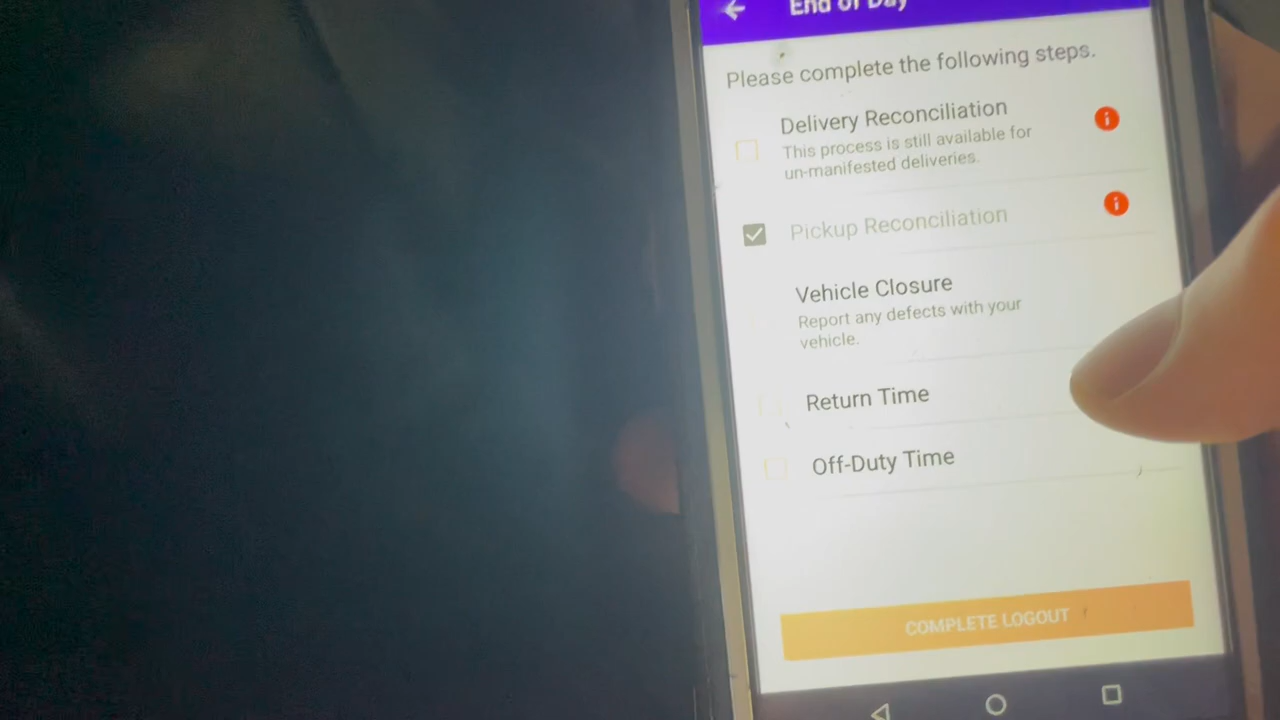 End of Day
Please complete the following steps.
Delivery Reconciliation
This process is still available for
un-manifested deliveries.
Pickup Reconciliation
Vehicle Closure
Report any defects with your
vehicle.
Return Time
Off-Duty Time
COMPLETE LOGOUT